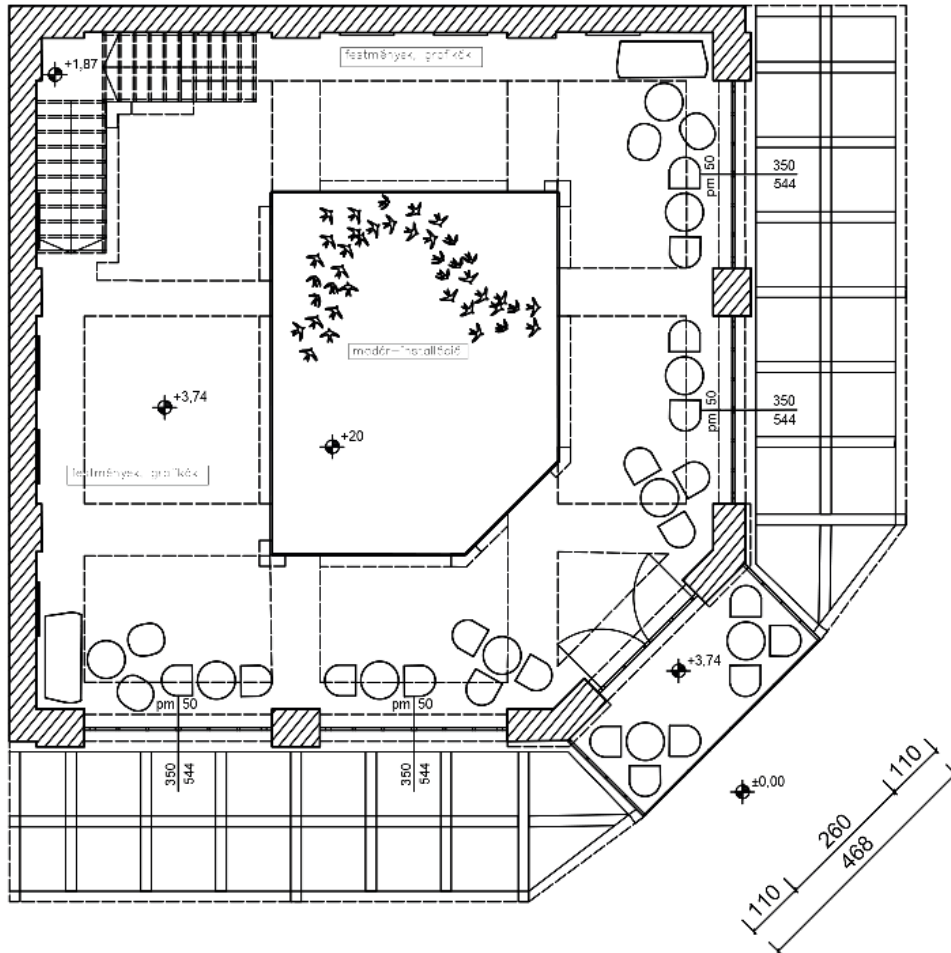 festmények, grafikák
+1,87
pm 50
350
544
madár-installáció
+3,74
pm 50
350
544
+20
festmények, grafikák
+3,74
pm 50
350
544
pm 50
350
544
±0,00
110
260
468
110